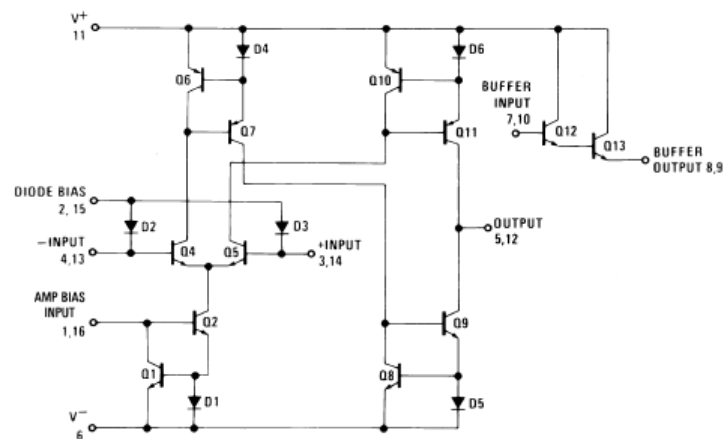 V+
11
D4
D6
Q6
Q10
BUFFER
INPUT
7,10
Q7
Q11
Q12
Q13
BUFFER
OUTPUT 8,9
DIODE BIAS
2, 15
D2
D3
−INPUT
4,13
Q4
Q5
+INPUT
3,14
OUTPUT
5,12
AMP BIAS
INPUT
1,16
Q2
Q9
Q1
D1
Q8
D5
V−
6